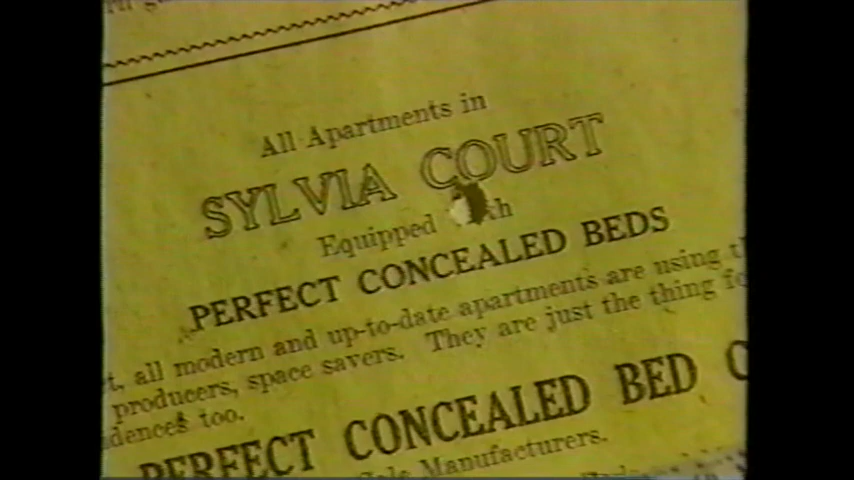 All Apartments in
SYLVIA COURT
Equipped
PERFECT CONCEALED BEDS
all modern and up-to-date apartments are using
producers, space savers. They are just the thing
too.
PERFECT CONCEALED BED
Manufacturers.